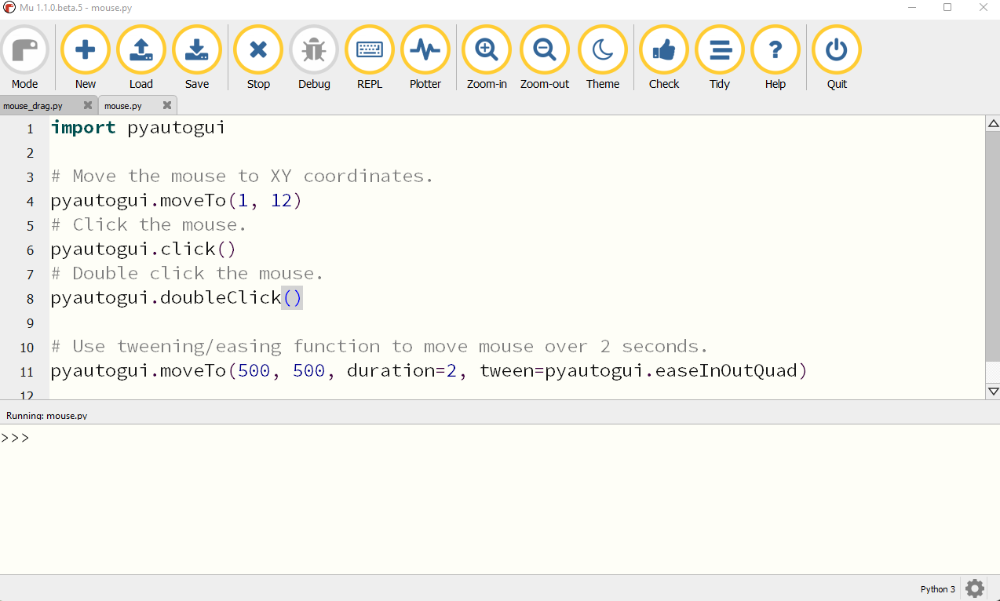 Mu 1.1.0.beta.5 - mouse.py
Mode New Load Save Stop Debug REPL Plotter Zoom-in Zoom-out Theme Check Tidy Help Quit
mouse_drag.py mouse.py
1 import pyautogui
2
3 # Move the mouse to XY coordinates.
4 pyautogui.moveTo(1, 12)
5 # Click the mouse.
6 pyautogui.click()
7 # Double click the mouse.
8 pyautogui.doubleClick()
9
10 # Use tweening/easing function to move mouse over 2 seconds.
11 pyautogui.moveTo(500, 500, duration=2, tween=pyautogui.easeInOutQuad)
12
Running: mouse.py
>>>
Python 3